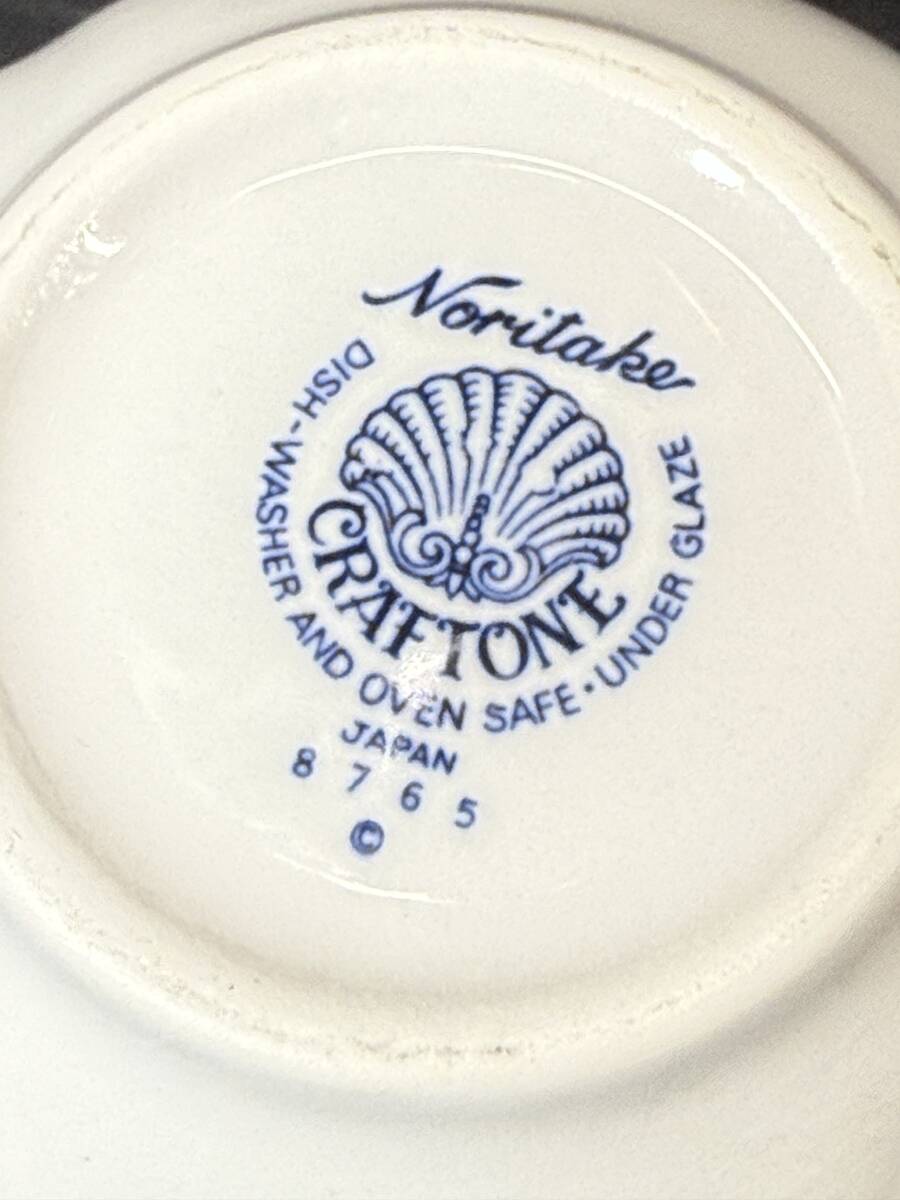 Noritake
CRAFTONE
DISH-WASHER AND OVEN SAFE·UNDER GLAZE
JAPAN
8765
©